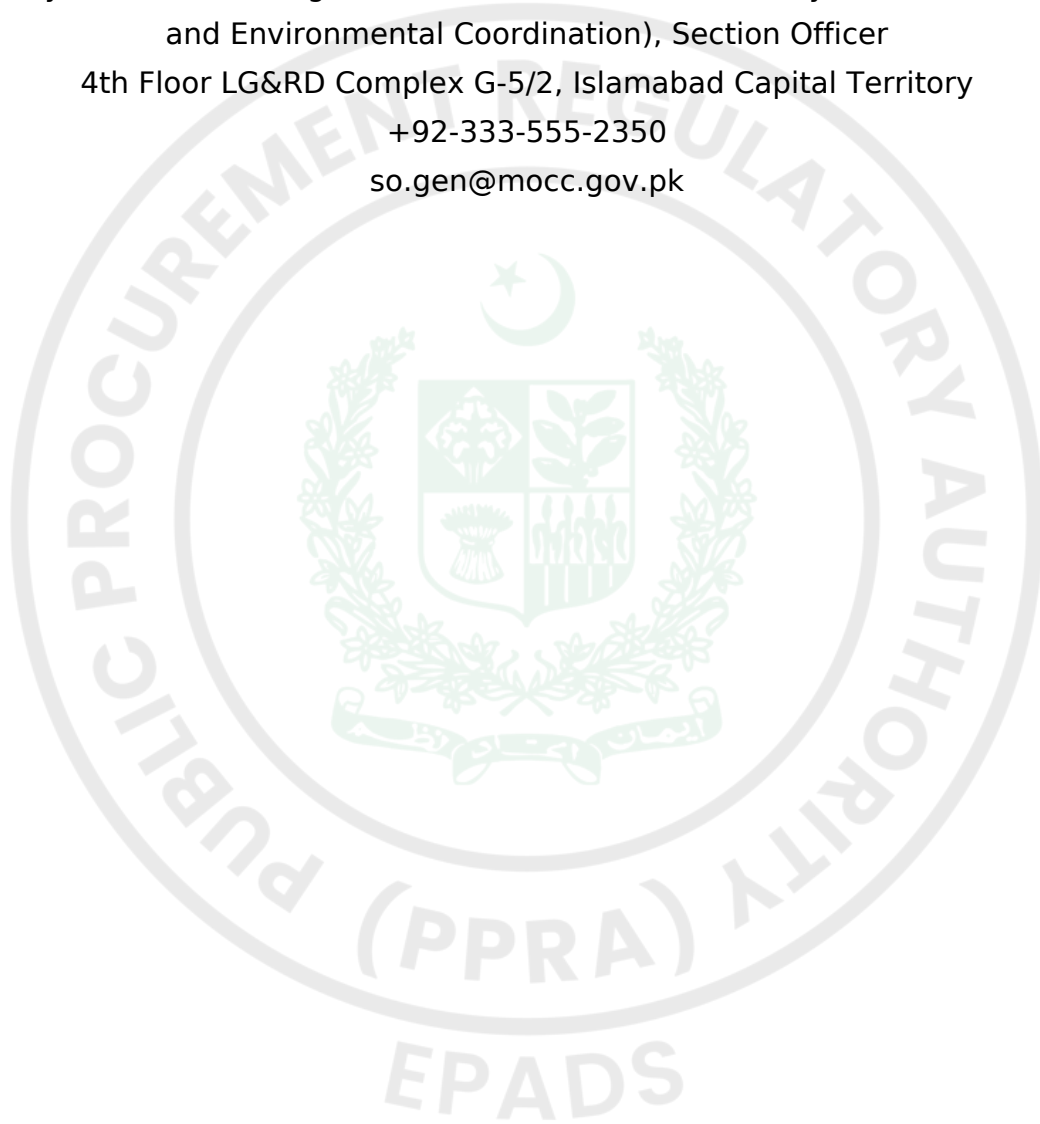 and Environmental Coordination), Section Officer
4th Floor LG&RD Complex G-5/2, Islamabad Capital Territory
+92-333-555-2350
so.gen@mocc.gov.pk
PUBLIC PROCUREMENT REGULATORY AUTHORITY
(PPRA)
EPADS